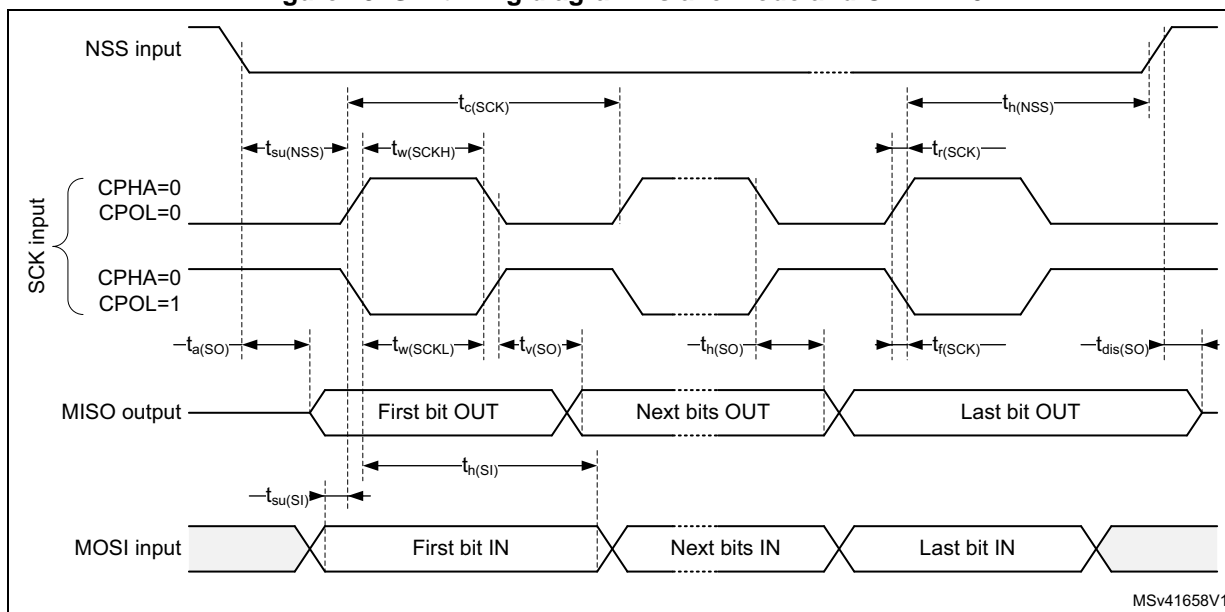 NSS input
tc(SCK)
th(NSS)
tsu(NSS)
tw(SCKH)
tr(SCK)
SCK input
CPHA=0
CPOL=0
CPHA=0
CPOL=1
ta(SO)
tw(SCKL)
tv(SO)
th(SO)
tf(SCK)
tdis(SO)
MISO output
First bit OUT
Next bits OUT
Last bit OUT
th(SI)
tsu(SI)
MOSI input
First bit IN
Next bits IN
Last bit IN
MSv41658V1